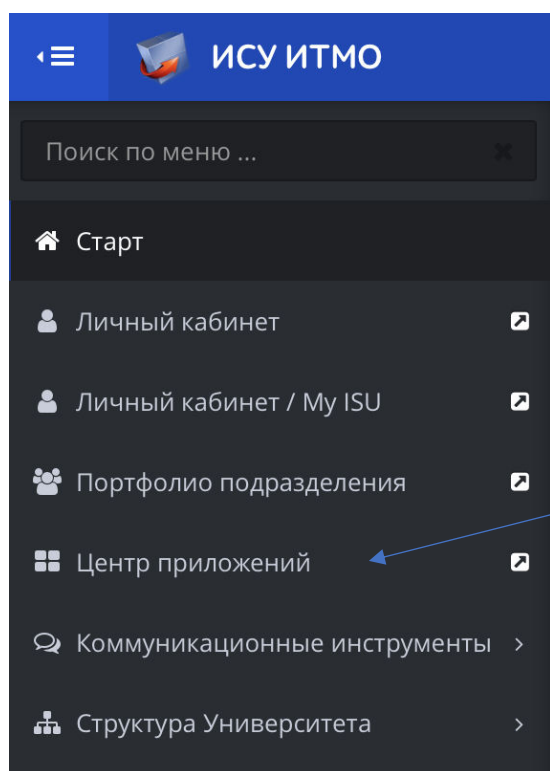 ИСУ ИТМО
Поиск по меню ...
Старт
Личный кабинет
Личный кабинет / My ISU
Портфолио подразделения
Центр приложений
Коммуникационные инструменты
Структура Университета